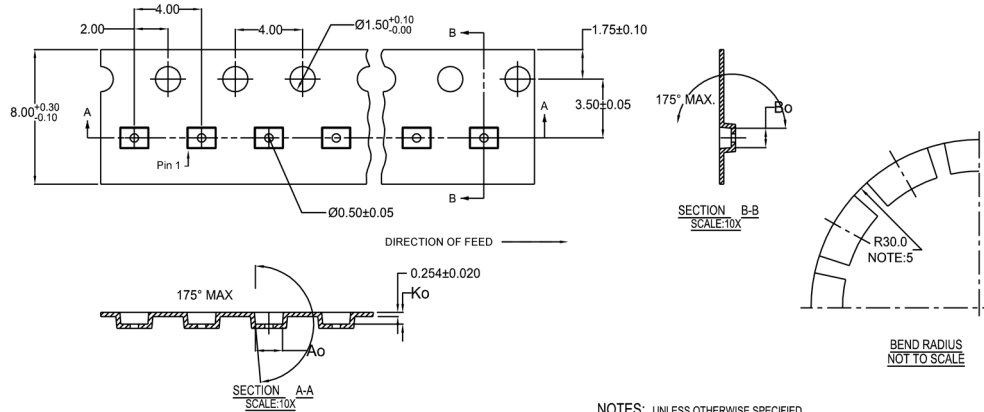 4.00
2.00
4.00
Ø1.50+0.10
-0.00
B
1.75±0.10
8.00+0.30
-0.10
A
A
3.50±0.05
Pin 1
Ø0.50±0.05
B
175° MAX.
Bo
SECTION B-B
SCALE:10X
DIRECTION OF FEED
R30.0
NOTE:5
0.254±0.020
175° MAX
Ko
Ao
SECTION A-A
SCALE:10X
BEND RADIUS
NOT TO SCALE
NOTES: UNLESS OTHERWISE SPECIFIED